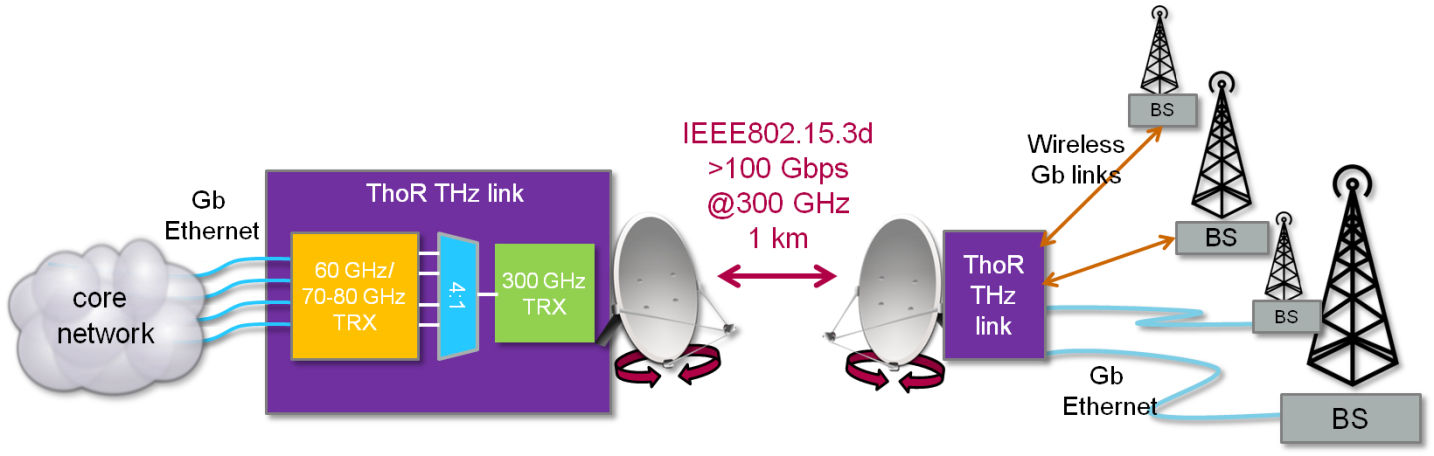 core
network
Gb
Ethernet
ThoR THz link
60 GHz/
70-80 GHz
TRX
4:1
300 GHz
TRX
IEEE802.15.3d
>100 Gbps
@300 GHz
1 km
ThoR
THz
link
Wireless
Gb links
BS
BS
BS
BS
Gb
Ethernet